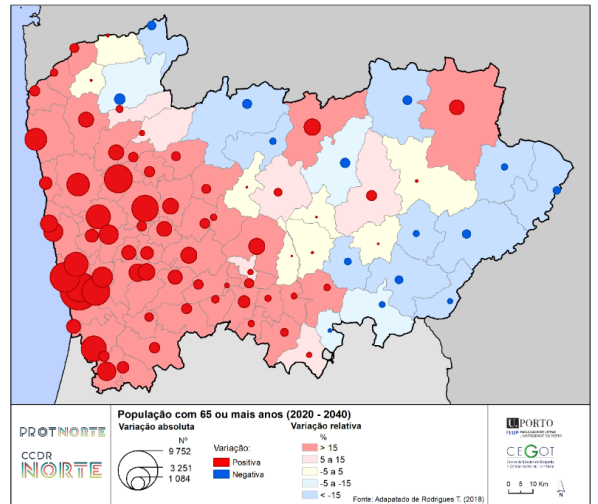 População com 65 ou mais anos (2020 - 2040)
PROTNORTE
CCDR
NORTE
Variação absoluta
Nº
9 752
3 251
1 084
Variação:
Positiva
Negativa
Variação relativa
%
> 15
5 a 15
-5 a 5
-5 a -15
< -15
U.PORTO
CEGOT
0 5 10 Km
Fonte: Adapatado de Rodrigues T. (2018)